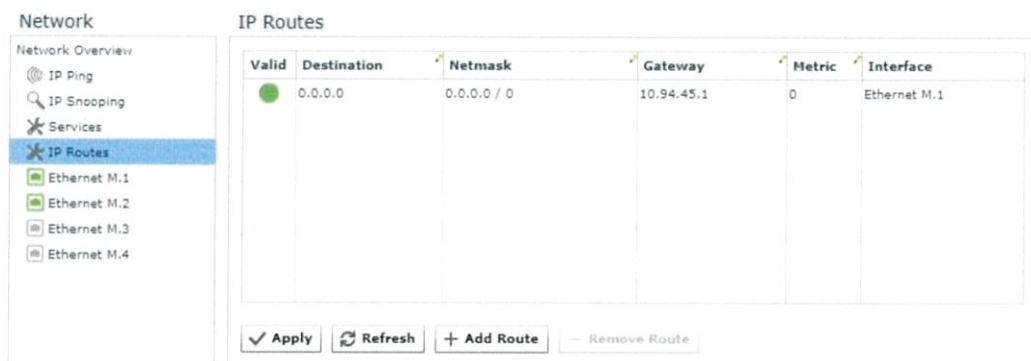 Network
Network Overview
IP Ping
IP Snooping
Services
IP Routes
Ethernet M.1
Ethernet M.2
Ethernet M.3
Ethernet M.4
IP Routes
Valid Destination Netmask Gateway Metric Interface
0.0.0.0 0.0.0.0 / 0 10.94.45.1 0 Ethernet M.1
Apply Refresh Add Route Remove Route